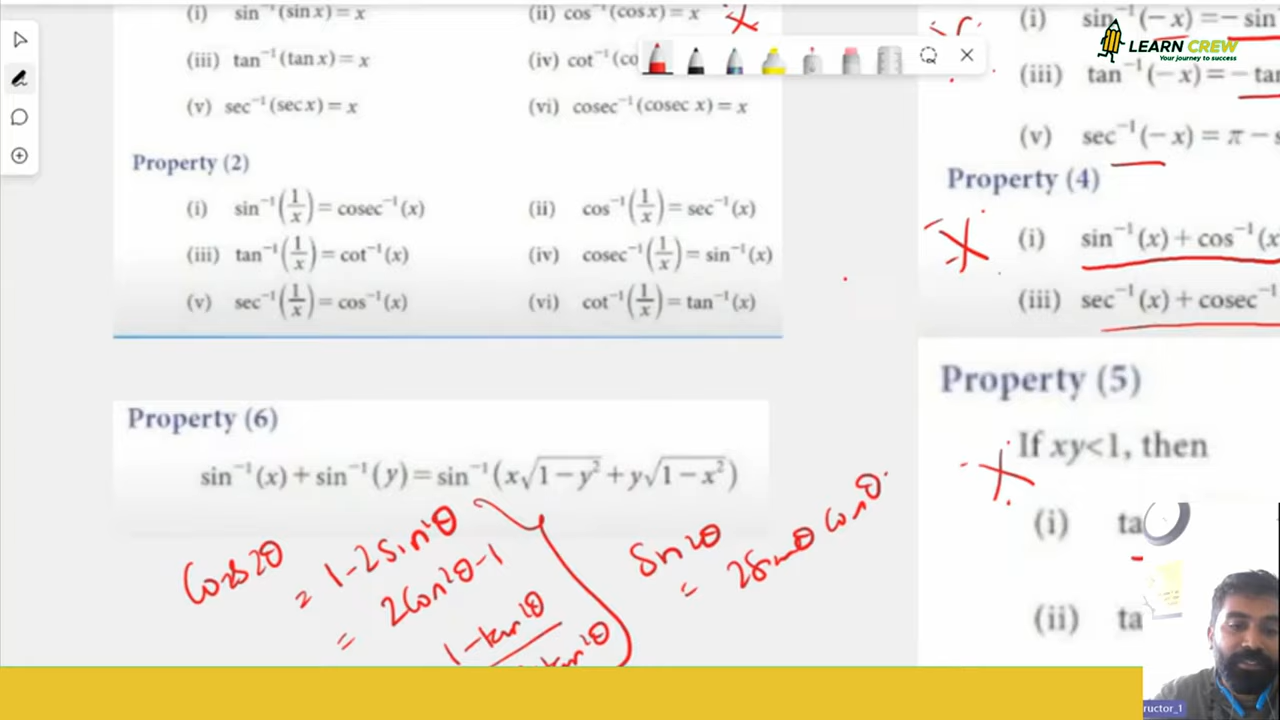 (i) sin⁻¹(sin x) = x
(ii) cos⁻¹(cos x) = x
(iii) tan⁻¹(tan x) = x
(iv) cot⁻¹(co
(v) sec⁻¹(sec x) = x
(vi) cosec⁻¹(cosec x) = x
Property (2)
(i) sin⁻¹(1/x) = cosec⁻¹(x)
(ii) cos⁻¹(1/x) = sec⁻¹(x)
(iii) tan⁻¹(1/x) = cot⁻¹(x)
(iv) cosec⁻¹(1/x) = sin⁻¹(x)
(v) sec⁻¹(1/x) = cos⁻¹(x)
(vi) cot⁻¹(1/x) = tan⁻¹(x)
Property (6)
sin⁻¹(x) + sin⁻¹(y) = sin⁻¹(x√1−y² + y√1−x²)
Cos2θ
= 1-2Sin²θ
= 2Cos²θ-1
1-tan²θ
tan²θ
Sin2θ
= 2Sinθ Cosθ
(i) sin⁻¹(−x) = − sin
LEARN CREW
Your journey to success
(iii) tan⁻¹(−x) = − tan
(v) sec⁻¹(−x) = π − s
Property (4)
(i) sin⁻¹(x) + cos⁻¹(x
(iii) sec⁻¹(x) + cosec⁻¹
Property (5)
If xy<1, then
(i) ta
(ii) ta
ructor_1